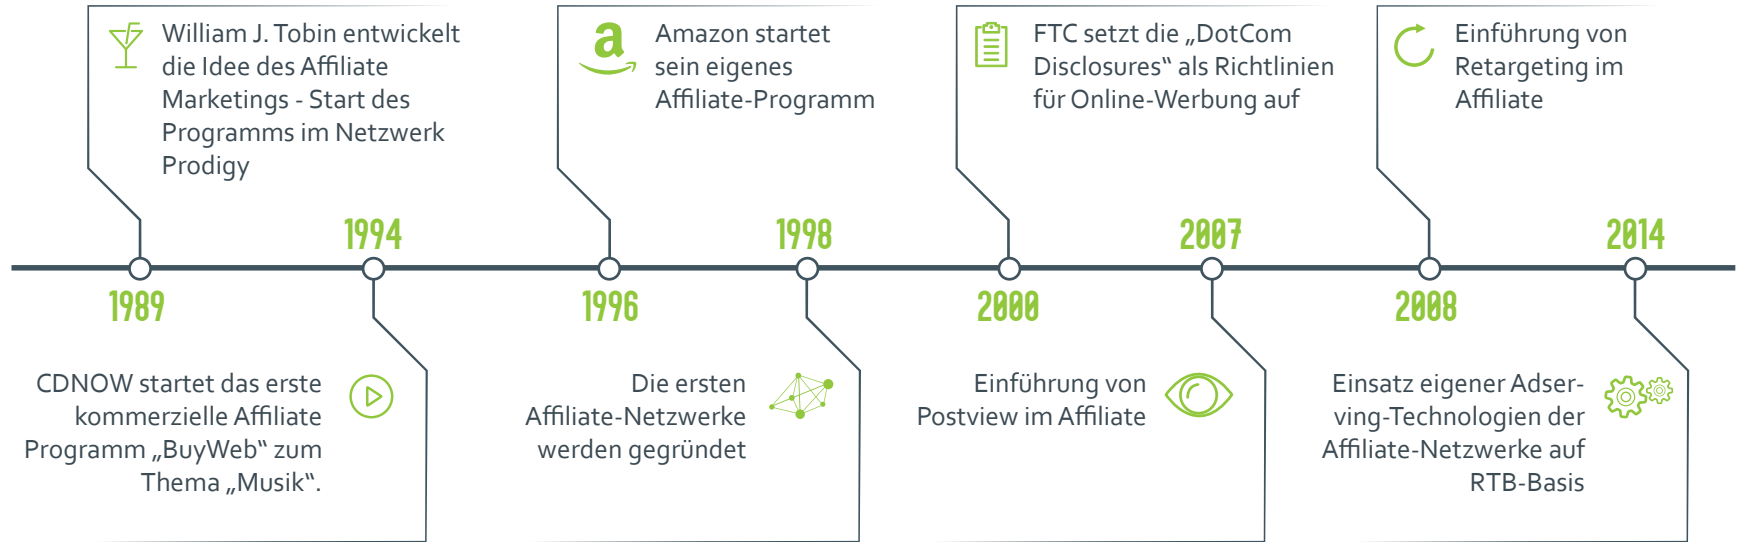 William J. Tobin entwickelt
die Idee des Affiliate
Marketings - Start des
Programms im Netzwerk
Prodigy
1989
1994
CDNOW startet das erste
kommerzielle Affiliate
Programm „BuyWeb“ zum
Thema „Musik“.
a
Amazon startet
sein eigenes
Affiliate-Programm
1996
1998
Die ersten
Affiliate-Netzwerke
werden gegründet
FTC setzt die „DotCom
Disclosures“ als Richtlinien
für Online-Werbung auf
2000
2007
Einführung von
Postview im Affiliate
Einführung von
Retargeting im
Affiliate
2008
2014
Einsatz eigener Adser-
ving-Technologien der
Affiliate-Netzwerke auf
RTB-Basis